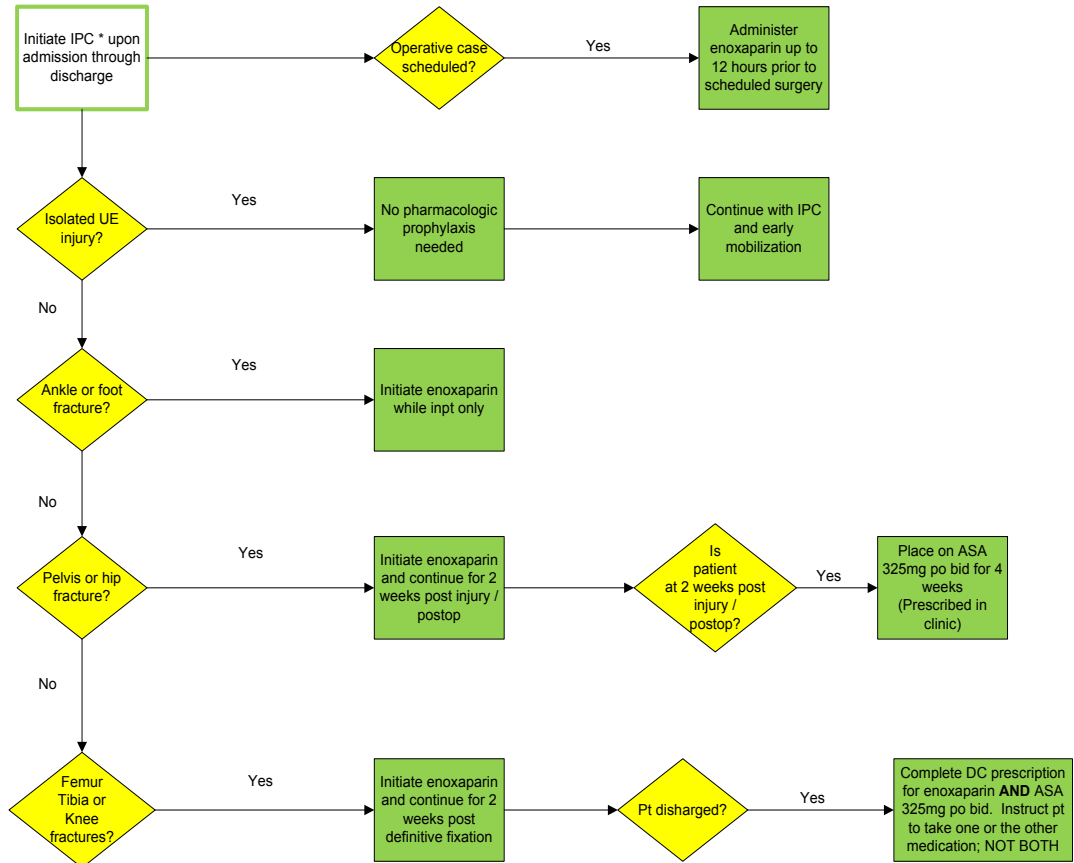 Initiate IPC * upon
admission through
discharge
Operative case
scheduled?
Yes
Administer
enoxaparin up to
12 hours prior to
scheduled surgery
Isolated UE
injury?
Yes
No pharmacologic
prophylaxis
needed
Continue with IPC
and early
mobilization
No
Ankle or foot
fracture?
Yes
Initiate enoxaparin
while inpt only
No
Pelvis or hip
fracture?
Yes
Initiate enoxaparin
and continue for 2
weeks post injury /
postop
Is
patient
at 2 weeks post
injury /
postop?
Yes
Place on ASA
325mg po bid for 4
weeks
(Prescribed in
clinic)
No
Femur
Tibia or
Knee
fractures?
Yes
Initiate enoxaparin
and continue for 2
weeks post
definitive fixation
Pt disharged?
Yes
Complete DC prescription
for enoxaparin AND ASA
325mg po bid. Instruct pt
to take one or the other
medication; NOT BOTH